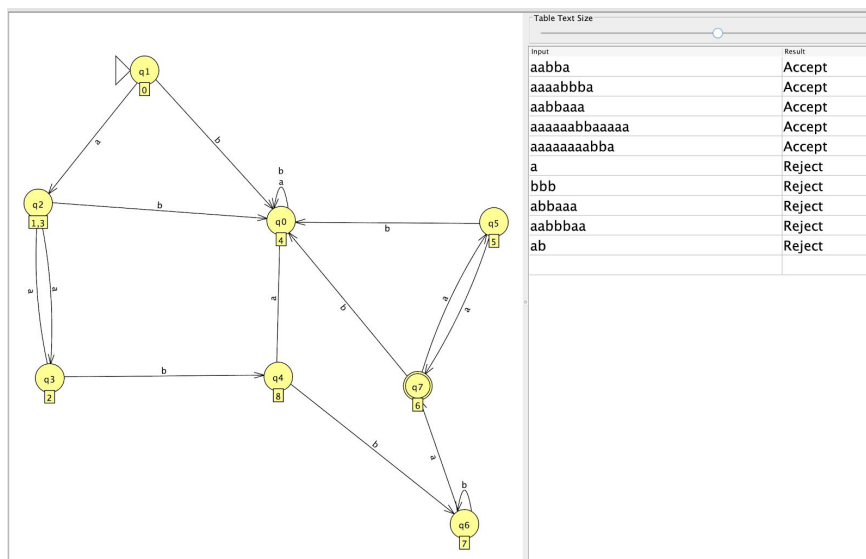 Table Text Size
Input Result
aabba Accept
aaaabbba Accept
aabbaaa Accept
aaaaaabbaaaaa Accept
aaaaaaaabba Accept
a Reject
bbb Reject
abbaaa Reject
aabbbaa Reject
ab Reject
q1
0
a
b
q2
1,3
b
b
a
q0
4
b
q5
5
a
a
a
b
a
a
q3
2
b
q4
8
q7
6
b
a
b
q6
7